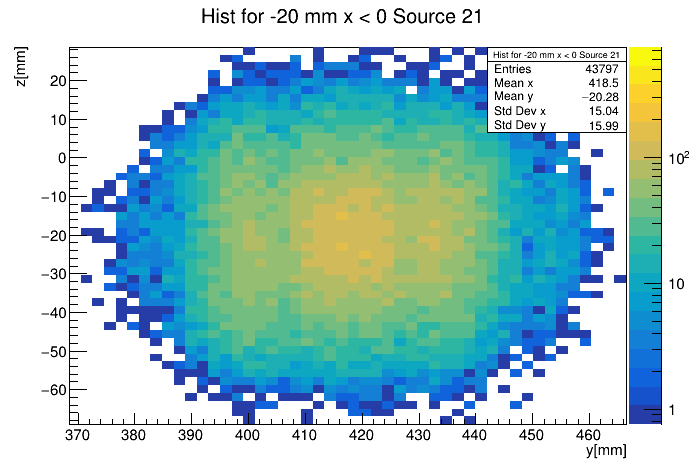 Hist for -20 mm x < 0 Source 21
z[mm]
Hist for -20 mm x < 0 Source 21
Entries 43797
Mean x 418.5
Mean y −20.28
Std Dev x 15.04
Std Dev y 15.99
20
10
0
−10
−20
−30
−40
−50
−60
370 380 390 400 410 420 430 440 450 460
y[mm]
10²
10
1